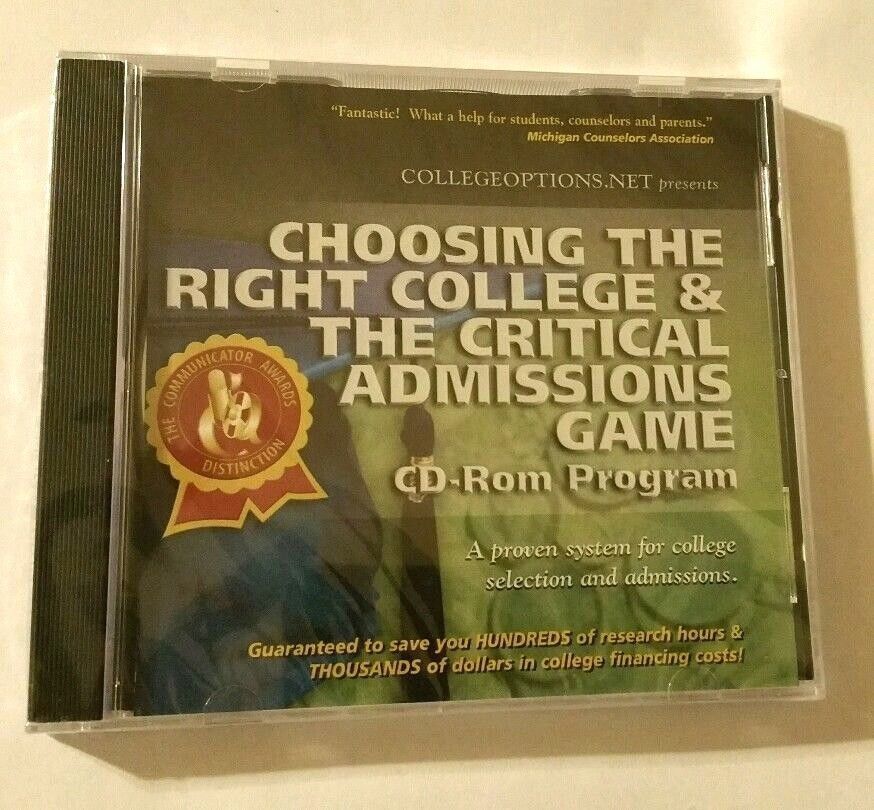 "Fantastic! What a help for students, counselors and parents."
Michigan Counselors Association
COLLEGEOPTIONS.NET presents
CHOOSING THE
RIGHT COLLEGE &
THE CRITICAL
ADMISSIONS
GAME
CD-Rom Program
THE COMMUNICATOR AWARDS
DISTINCTION
A proven system for college
selection and admissions.
Guaranteed to save you HUNDREDS of research hours &
THOUSANDS of dollars in college financing costs!